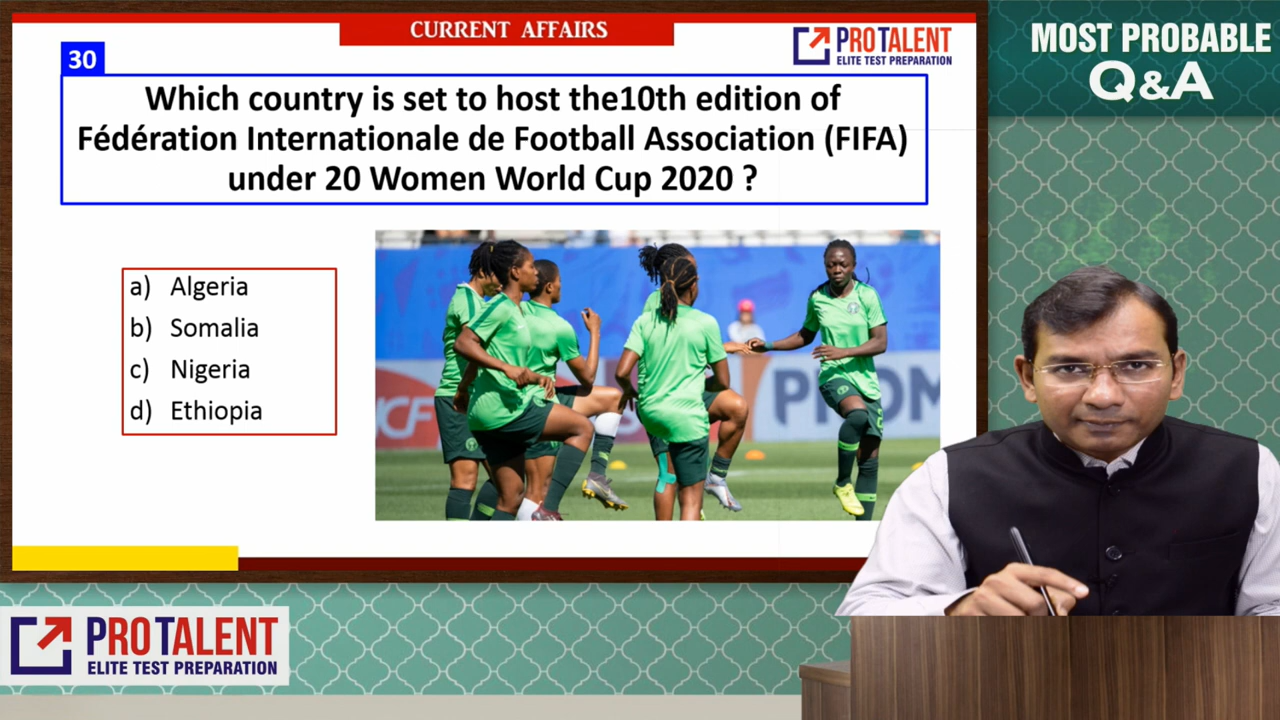 CURRENT AFFAIRS
PROTALENT
ELITE TEST PREPARATION
MOST PROBABLE
Q&A
30
Which country is set to host the10th edition of
Fédération Internationale de Football Association (FIFA)
under 20 Women World Cup 2020 ?
a) Algeria
b) Somalia
c) Nigeria
d) Ethiopia
CF
PROM
PROTALENT
ELITE TEST PREPARATION